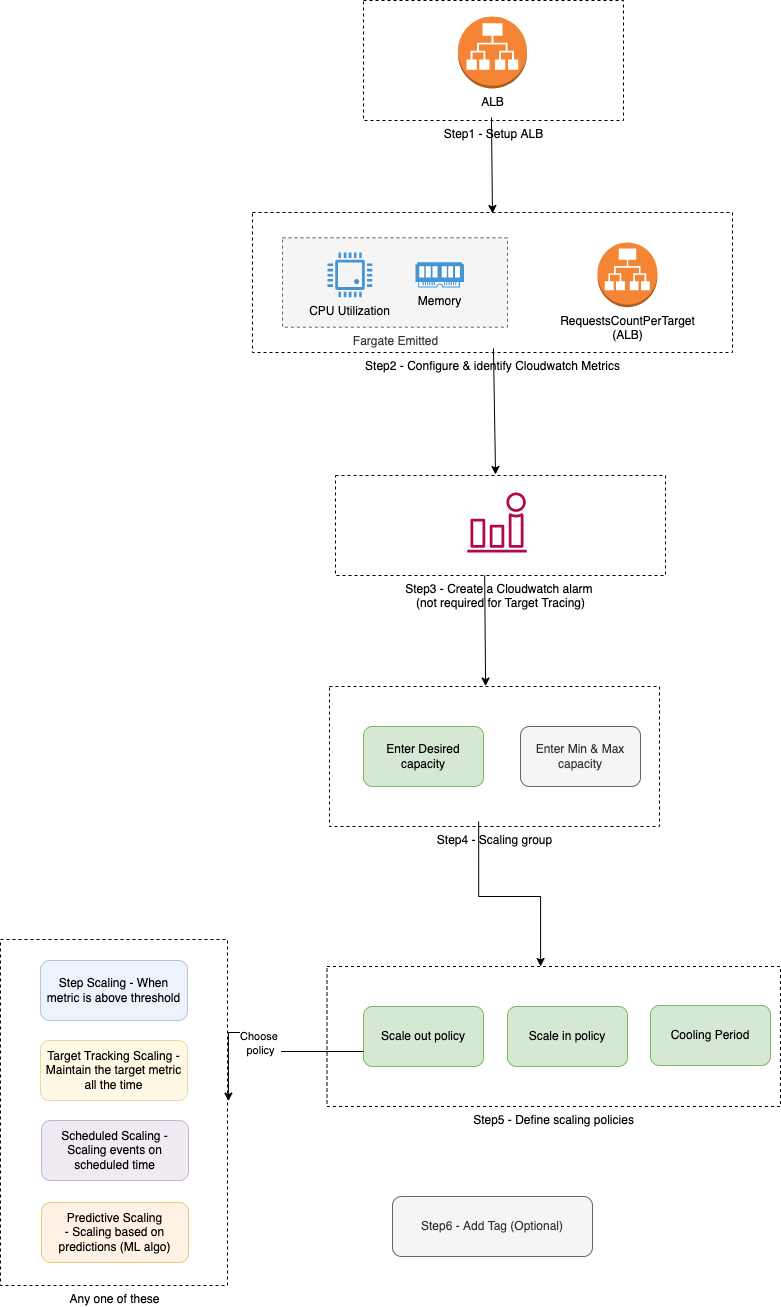 ALB
Step1 - Setup ALB
CPU Utilization
Memory
Fargate Emitted
RequestsCountPerTarget
(ALB)
Step2 - Configure & identify Cloudwatch Metrics
Step3 - Create a Cloudwatch alarm
(not required for Target Tracing)
Enter Desired
capacity
Enter Min & Max
capacity
Step4 - Scaling group
Step Scaling - When
metric is above threshold
Target Tracking Scaling -
Maintain the target metric
all the time
Scheduled Scaling -
Scaling events on
scheduled time
Predictive Scaling
- Scaling based on
predictions (ML algo)
Any one of these
Choose
policy
Scale out policy
Scale in policy
Cooling Period
Step5 - Define scaling policies
Step6 - Add Tag (Optional)